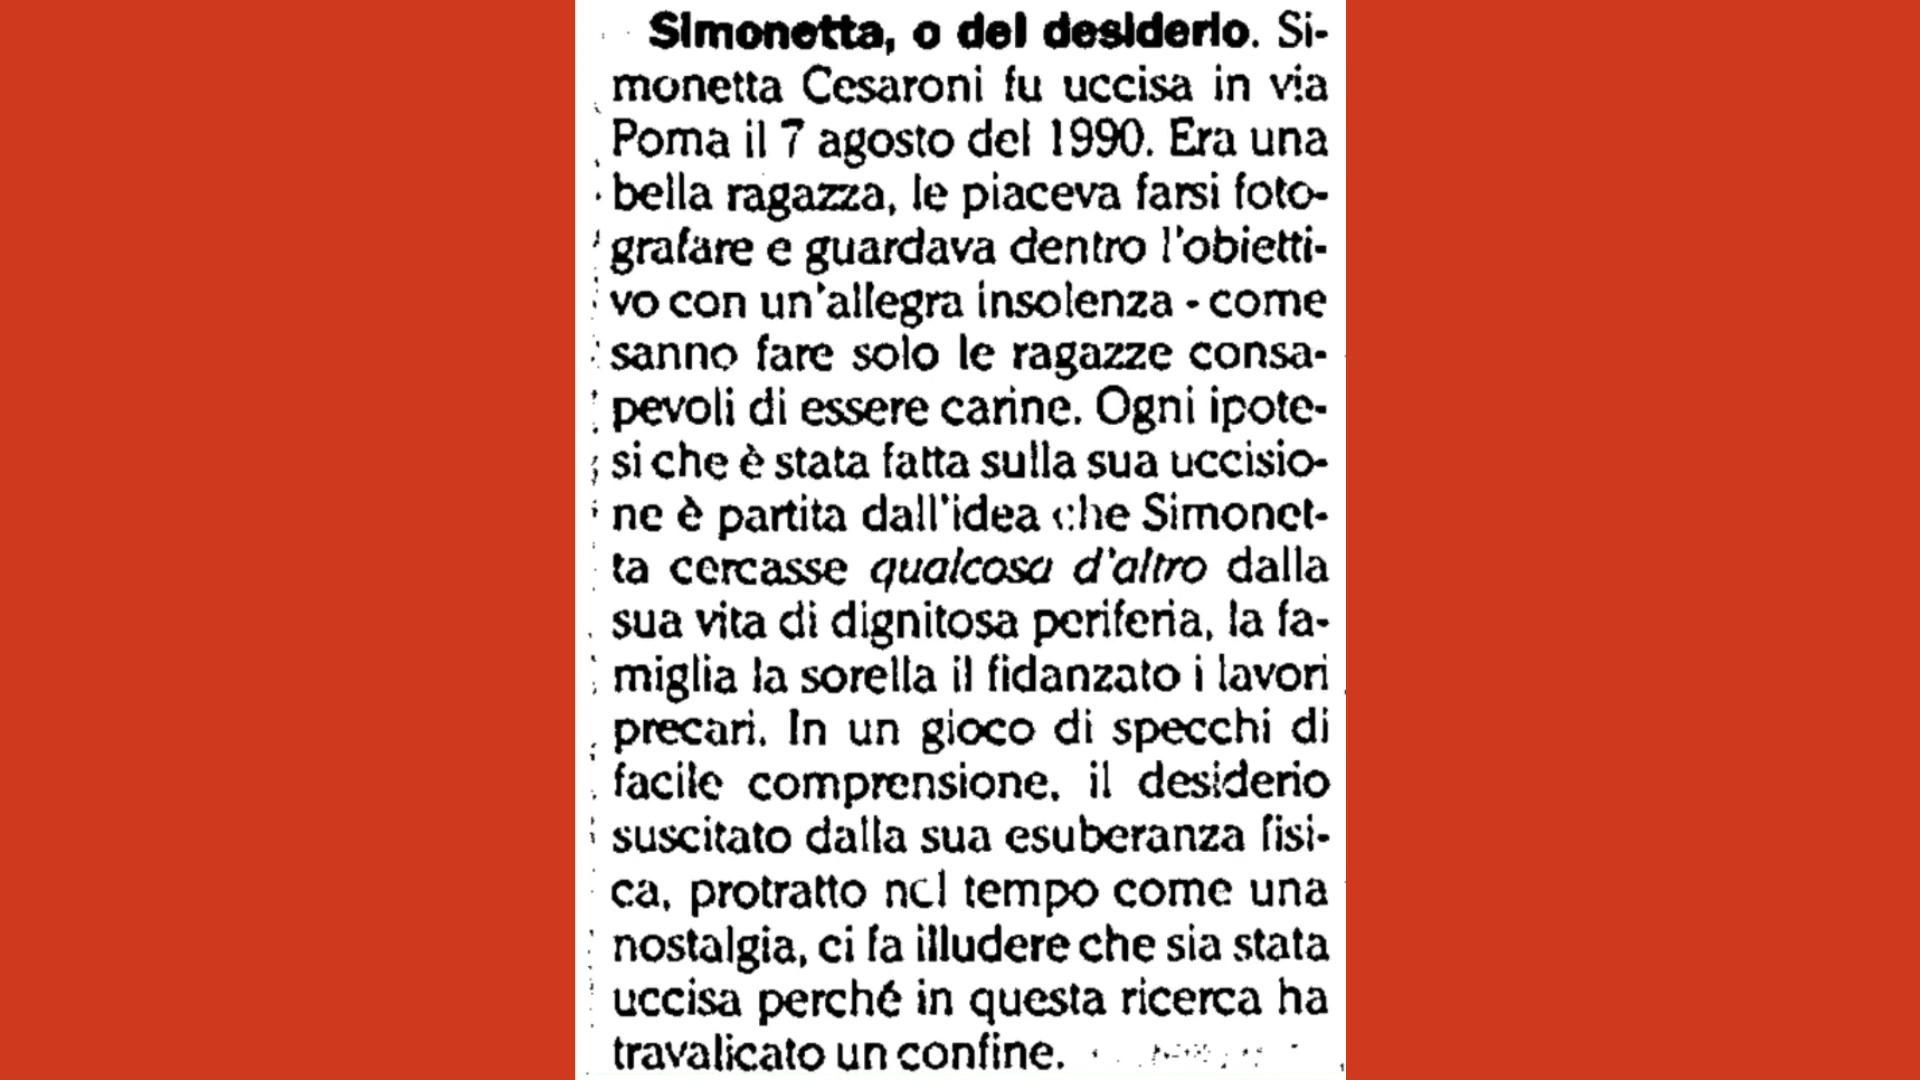 Simonetta, o del desiderio. Si-
monetta Cesaroni fu uccisa in via
Poma il 7 agosto del 1990. Era una
bella ragazza, le piaceva farsi foto-
grafare e guardava dentro l'obietti-
vo con un'allegra insolenza - come
sanno fare solo le ragazze consa-
pevoli di essere carine. Ogni ipote-
si che è stata fatta sulla sua uccisio-
ne è partita dall'idea che Simonet-
ta cercasse qualcosa d'altro dalla
sua vita di dignitosa periferia, la fa-
miglia la sorella il fidanzato i lavori
precari. In un gioco di specchi di
facile comprensione, il desiderio
suscitato dalla sua esuberanza fisi-
ca, protratto nel tempo come una
nostalgia, ci fa illudere che sia stata
uccisa perché in questa ricerca ha
travalicato un confine.